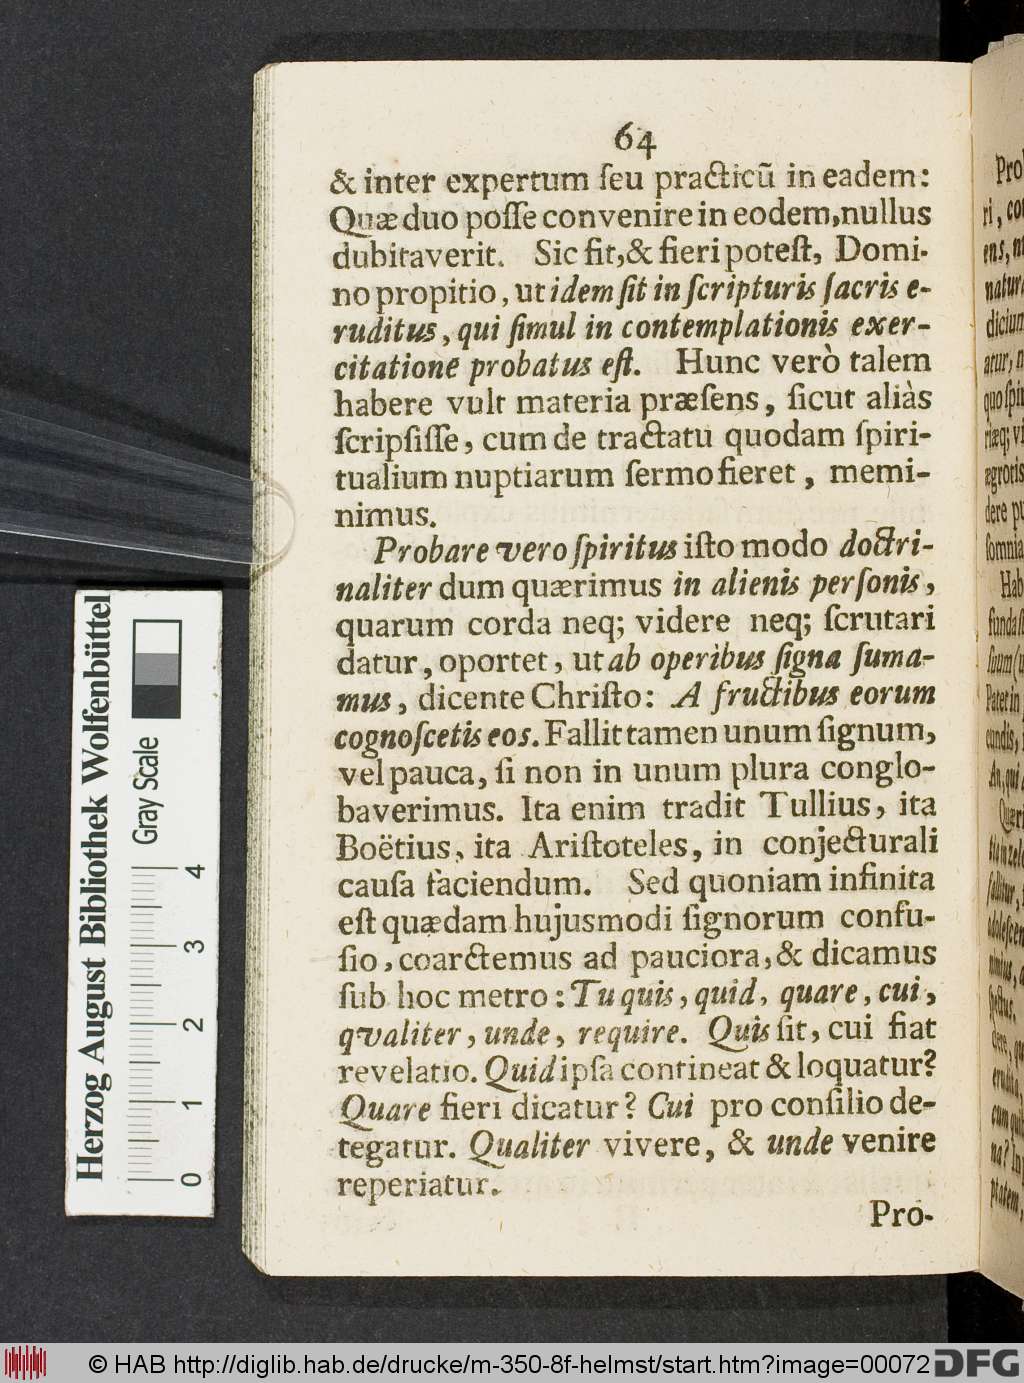 64
& inter expertum ſeu practicũ in eadem:
Quæ duo poſſe convenire in eodem, nullus
dubitaverit. Sic fit, & fieri poteſt, Domi-
no propitio, ut idem ſit in ſcripturis ſacris e-
ruditus, qui ſimul in contemplationis exer-
citatione probatus eſt. Hunc verò talem
habere vult materia præſens, ſicut aliàs
ſcripſiſſe, cum de tractatu quodam ſpiri-
tualium nuptiarum ſermo fieret, memi-
nimus.
Probare vero ſpiritus iſto modo doctri-
naliter dum quærimus in alienis perſonis,
quarum corda neq; videre neq; ſcrutari
datur, oportet, ut ab operibus ſigna ſuma-
mus, dicente Chriſto: A fructibus eorum
cognoſcetis eos. Fallit tamen unum ſignum,
vel pauca, ſi non in unum plura conglo-
baverimus. Ita enim tradit Tullius, ita
Boëtius, ita Ariſtoteles, in conjecturali
cauſa faciendum. Sed quoniam infinita
eſt quædam hujusmodi ſignorum confu-
ſio, coarctemus ad pauciora, & dicamus
ſub hoc metro: Tu quis, quid, quare, cui,
qvaliter, unde, require. Quis ſit, cui fiat
revelatio. Quid ipſa contineat & loquatur?
Quare fieri dicatur? Cui pro conſilio de-
tegatur. Qualiter vivere, & unde venire
reperiatur.
Pro-
Herzog August Bibliothek Wolfenbüttel
Gray Scale
0 1 2 3 4
© HAB http://diglib.hab.de/drucke/m-350-8f-helmst/start.htm?image=00072
DFG